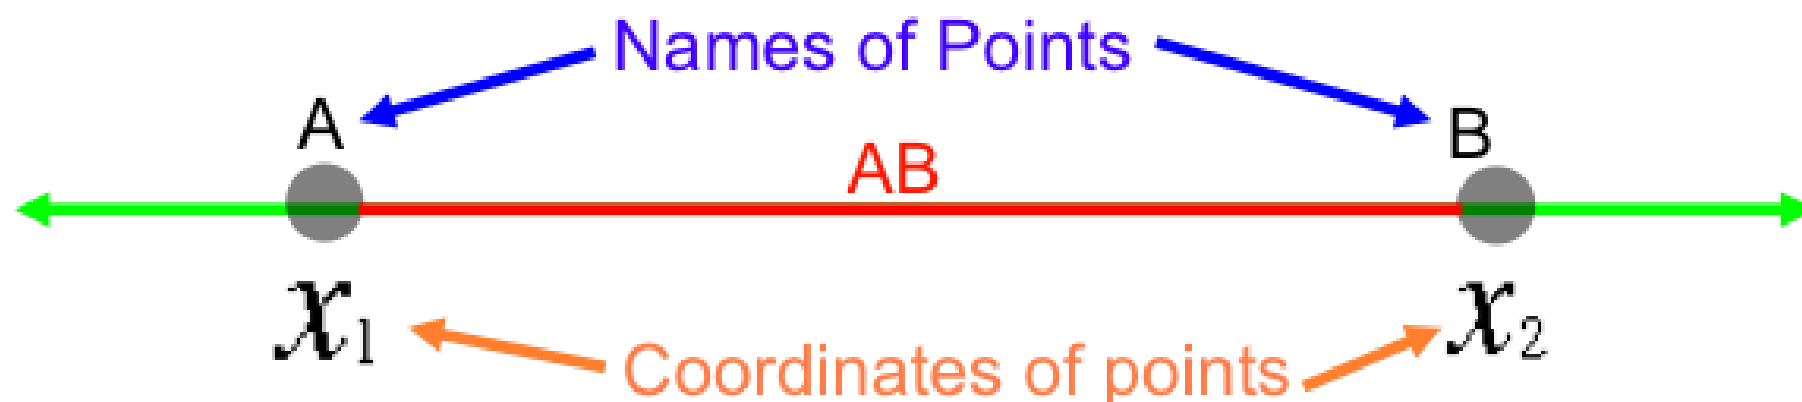 Names of Points
A
B
AB
x₁
x₂
Coordinates of points